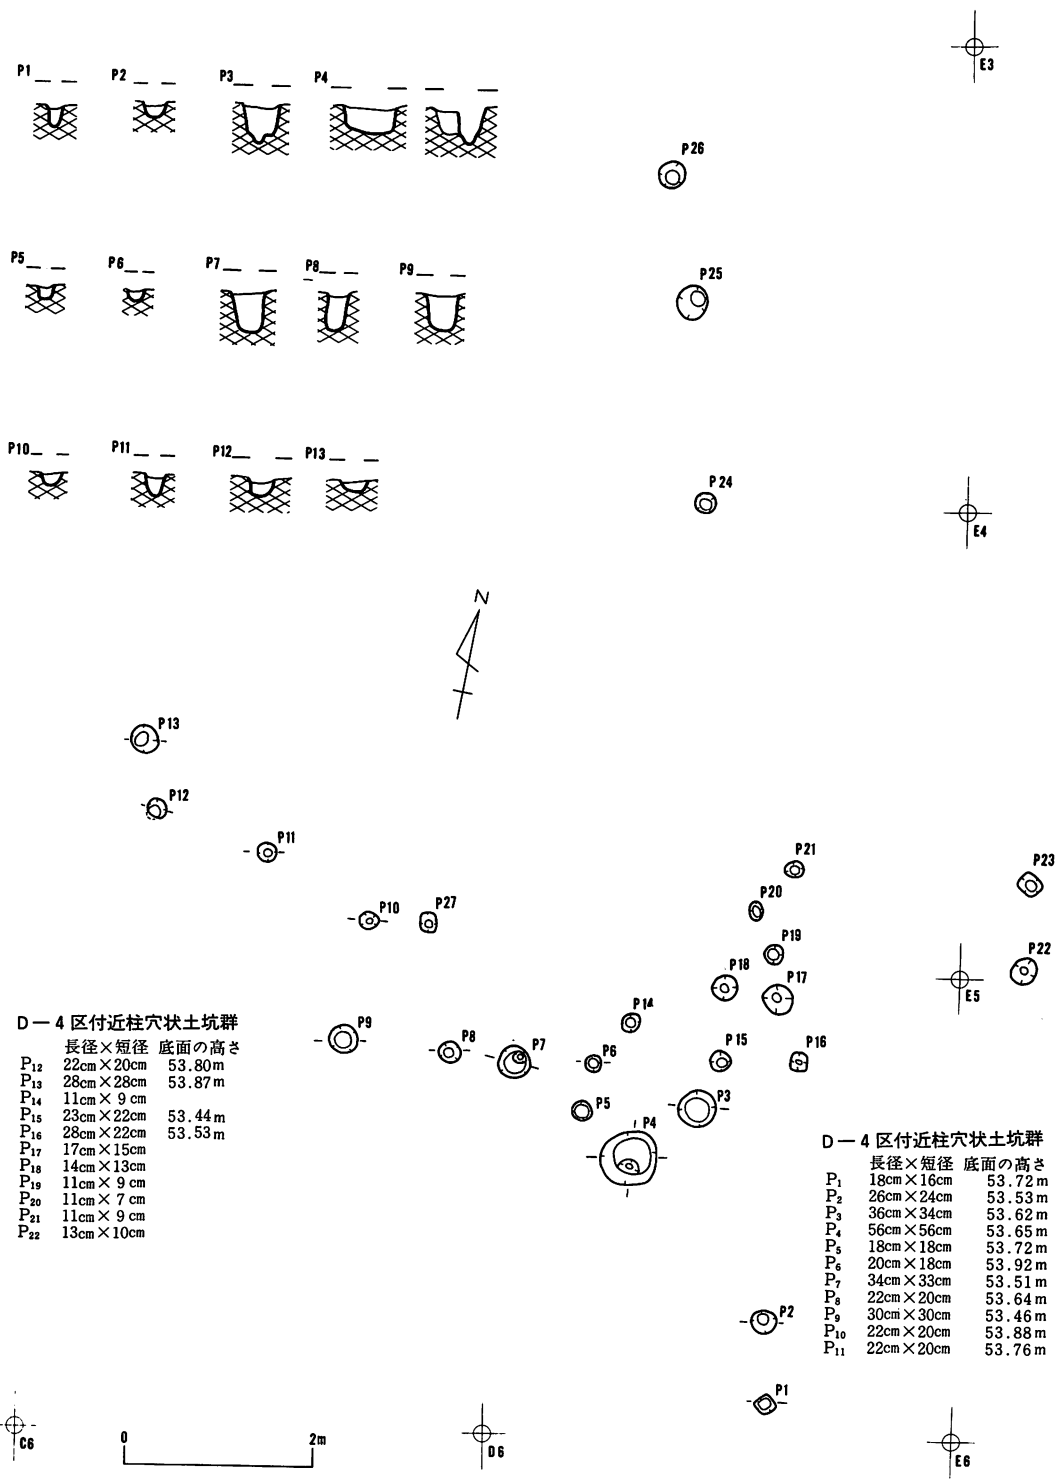 E3
P1
P2
P3
P4
P26
P5
P6
P7
P8
P9
P25
P10
P11
P12
P13
P24
E4
N
P13
P12
P11
P10
P27
P21
P20
P19
P18
P17
P23
P22
E5
P14
P15
P16
P9
P8
P7
P6
P5
P4
P3
D－4区付近柱穴状土坑群
長径×短径 底面の高さ
P12 22cm×20cm 53.80m
P13 28cm×28cm 53.87m
P14 11cm×9cm
P15 23cm×22cm 53.44m
P16 28cm×22cm 53.53m
P17 17cm×15cm
P18 14cm×13cm
P19 11cm×9cm
P20 11cm×7cm
P21 11cm×9cm
P22 13cm×10cm
D－4区付近柱穴状土坑群
長径×短径 底面の高さ
P1 18cm×16cm 53.72m
P2 26cm×24cm 53.53m
P3 36cm×34cm 53.62m
P4 56cm×56cm 53.65m
P5 18cm×18cm 53.72m
P6 20cm×18cm 53.92m
P7 34cm×33cm 53.51m
P8 22cm×20cm 53.64m
P9 30cm×30cm 53.46m
P10 22cm×20cm 53.88m
P11 22cm×20cm 53.76m
P2
P1
C6
0 2m
D6
E6